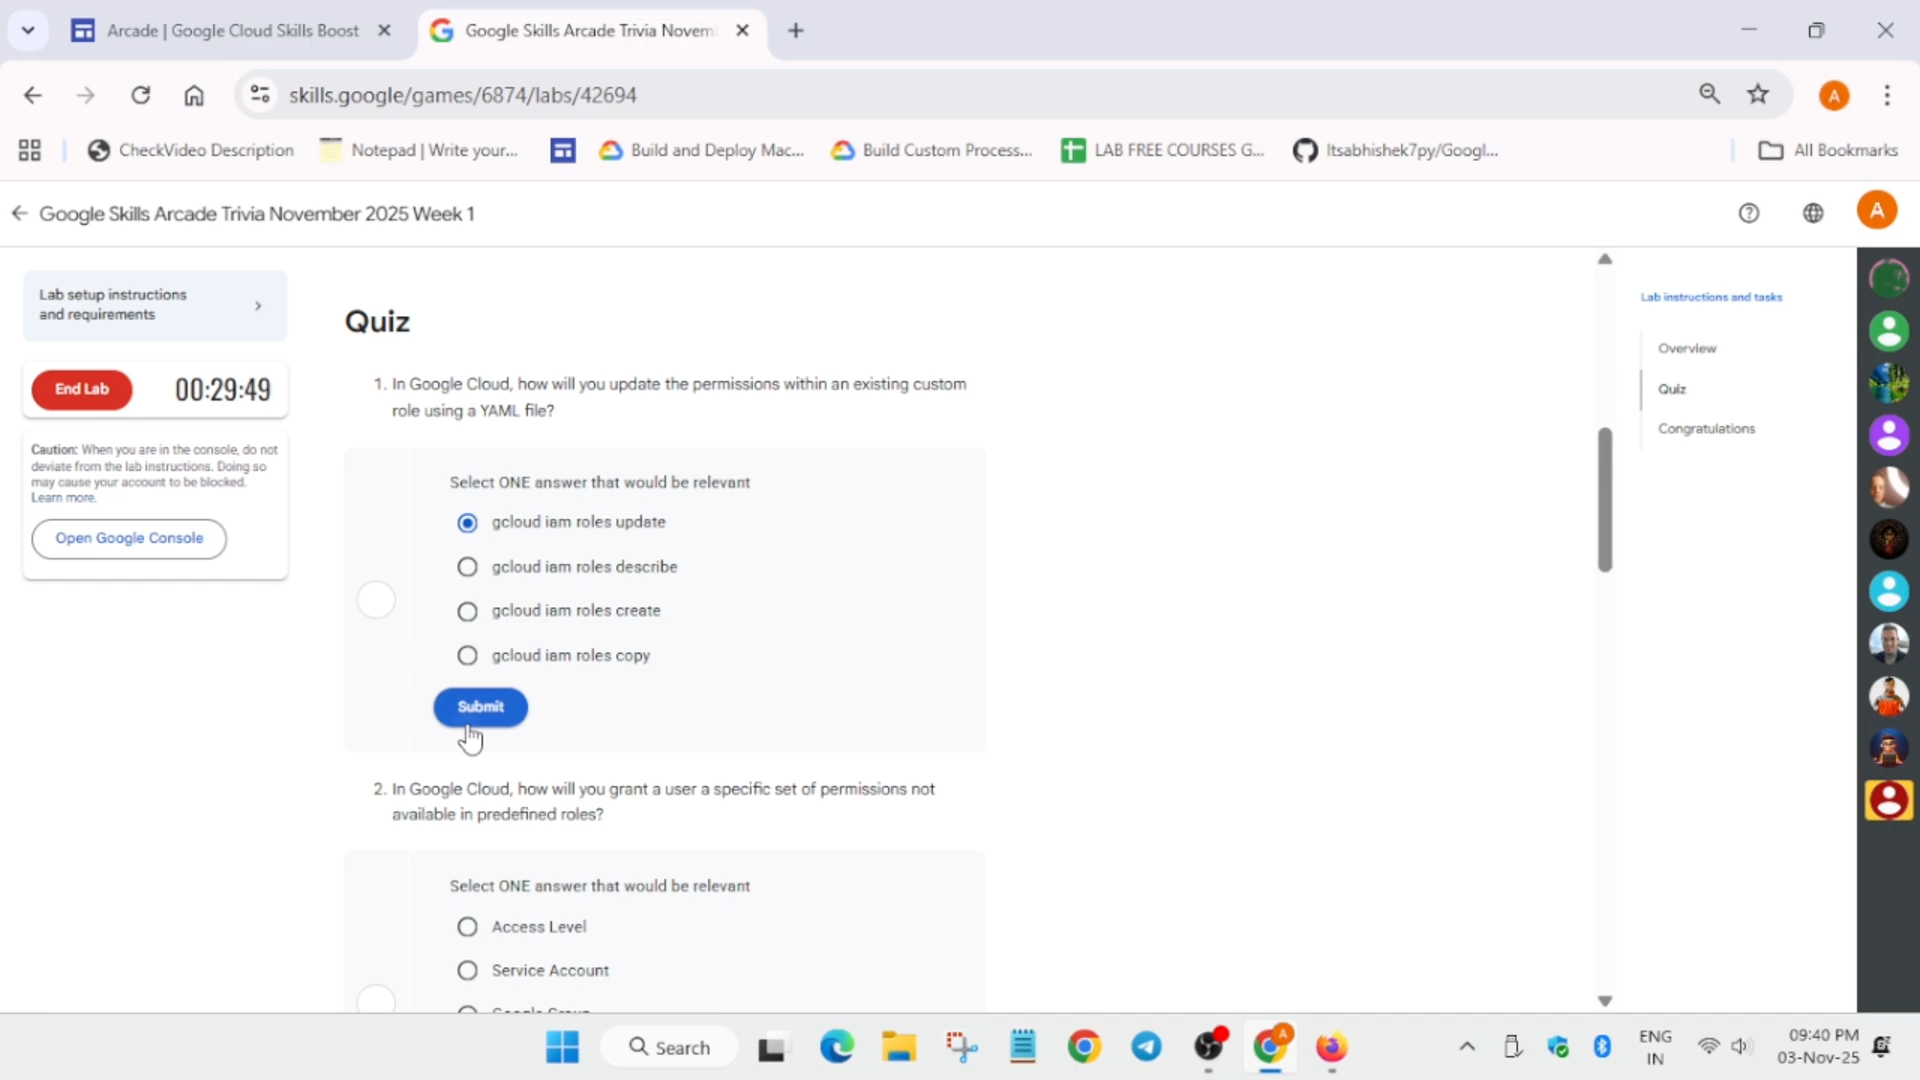 Arcade | Google Cloud Skills Boost
Google Skills Arcade Trivia Novem
skills.google/games/6874/labs/42694
A
CheckVideo Description
Notepad | Write your...
Build and Deploy Mac...
Build Custom Process...
LAB FREE COURSES G...
Itsabhishek7py/Googl...
All Bookmarks
Google Skills Arcade Trivia November 2025 Week 1
A
Lab setup instructions
and requirements
End Lab
00:29:49
Caution: When you are in the console, do not
deviate from the lab instructions. Doing so
may cause your account to be blocked.
Learn more.
Open Google Console
Quiz
1. In Google Cloud, how will you update the permissions within an existing custom
role using a YAML file?
Select ONE answer that would be relevant
gcloud iam roles update
gcloud iam roles describe
gcloud iam roles create
gcloud iam roles copy
Submit
2. In Google Cloud, how will you grant a user a specific set of permissions not
available in predefined roles?
Select ONE answer that would be relevant
Access Level
Service Account
Lab instructions and tasks
Overview
Quiz
Congratulations
Search
A
ENG
IN
09:40 PM
03-Nov-25